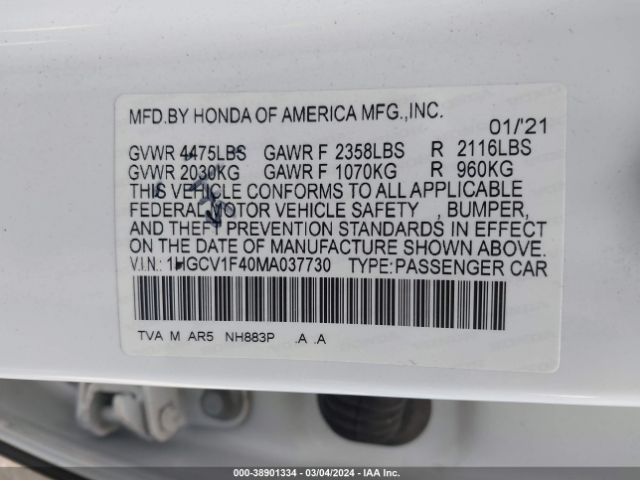 MFD.BY HONDA OF AMERICA MFG.,INC.
01/'21
GVWR 4475LBS GAWR F 2358LBS R 2116LBS
GVWR 2030KG GAWR F 1070KG R 960KG
THIS VEHICLE CONFORMS TO ALL APPLICABLE
FEDERAL MOTOR VEHICLE SAFETY , BUMPER,
AND THEFT PREVENTION STANDARDS IN EFFECT
ON THE DATE OF MANUFACTURE SHOWN ABOVE.
V.I.N.: 1HGCV1F40MA037730 TYPE:PASSENGER CAR
TVA M AR5 NH883P .A .A
000-38901334 - 03/04/2024 - IAA Inc.